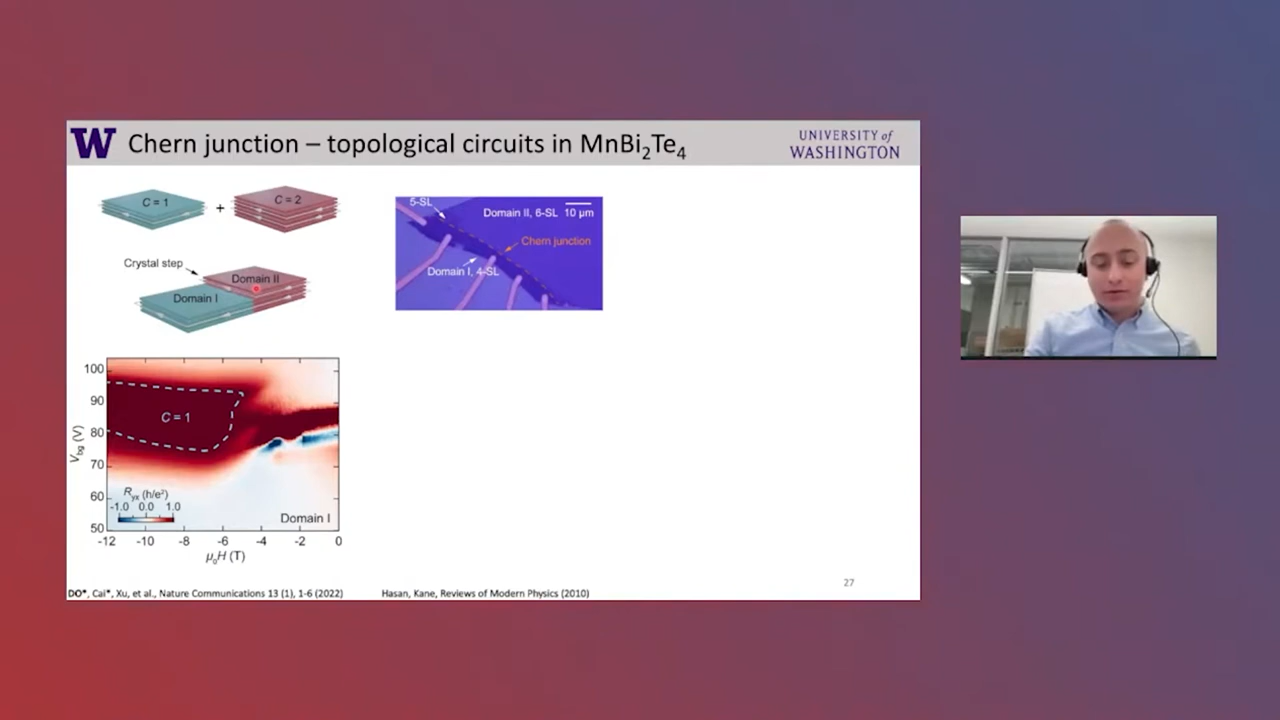 W
Chern junction – topological circuits in MnBi₂Te₄
UNIVERSITY of
WASHINGTON
C = 1
+
C = 2
Crystal step
Domain II
Domain I
5-SL
Domain II, 6-SL
10 μm
Chern junction
Domain I, 4-SL
100
90
80
70
60
50
V_bg (V)
C = 1
R_yx (h/e²)
-1.0 0.0 1.0
Domain I
-12 -10 -8 -6 -4 -2 0
μ₀H (T)
27
DO*, Cai*, Xu, et al., Nature Communications 13 (1), 1-6 (2022)
Hasan, Kane, Reviews of Modern Physics (2010)